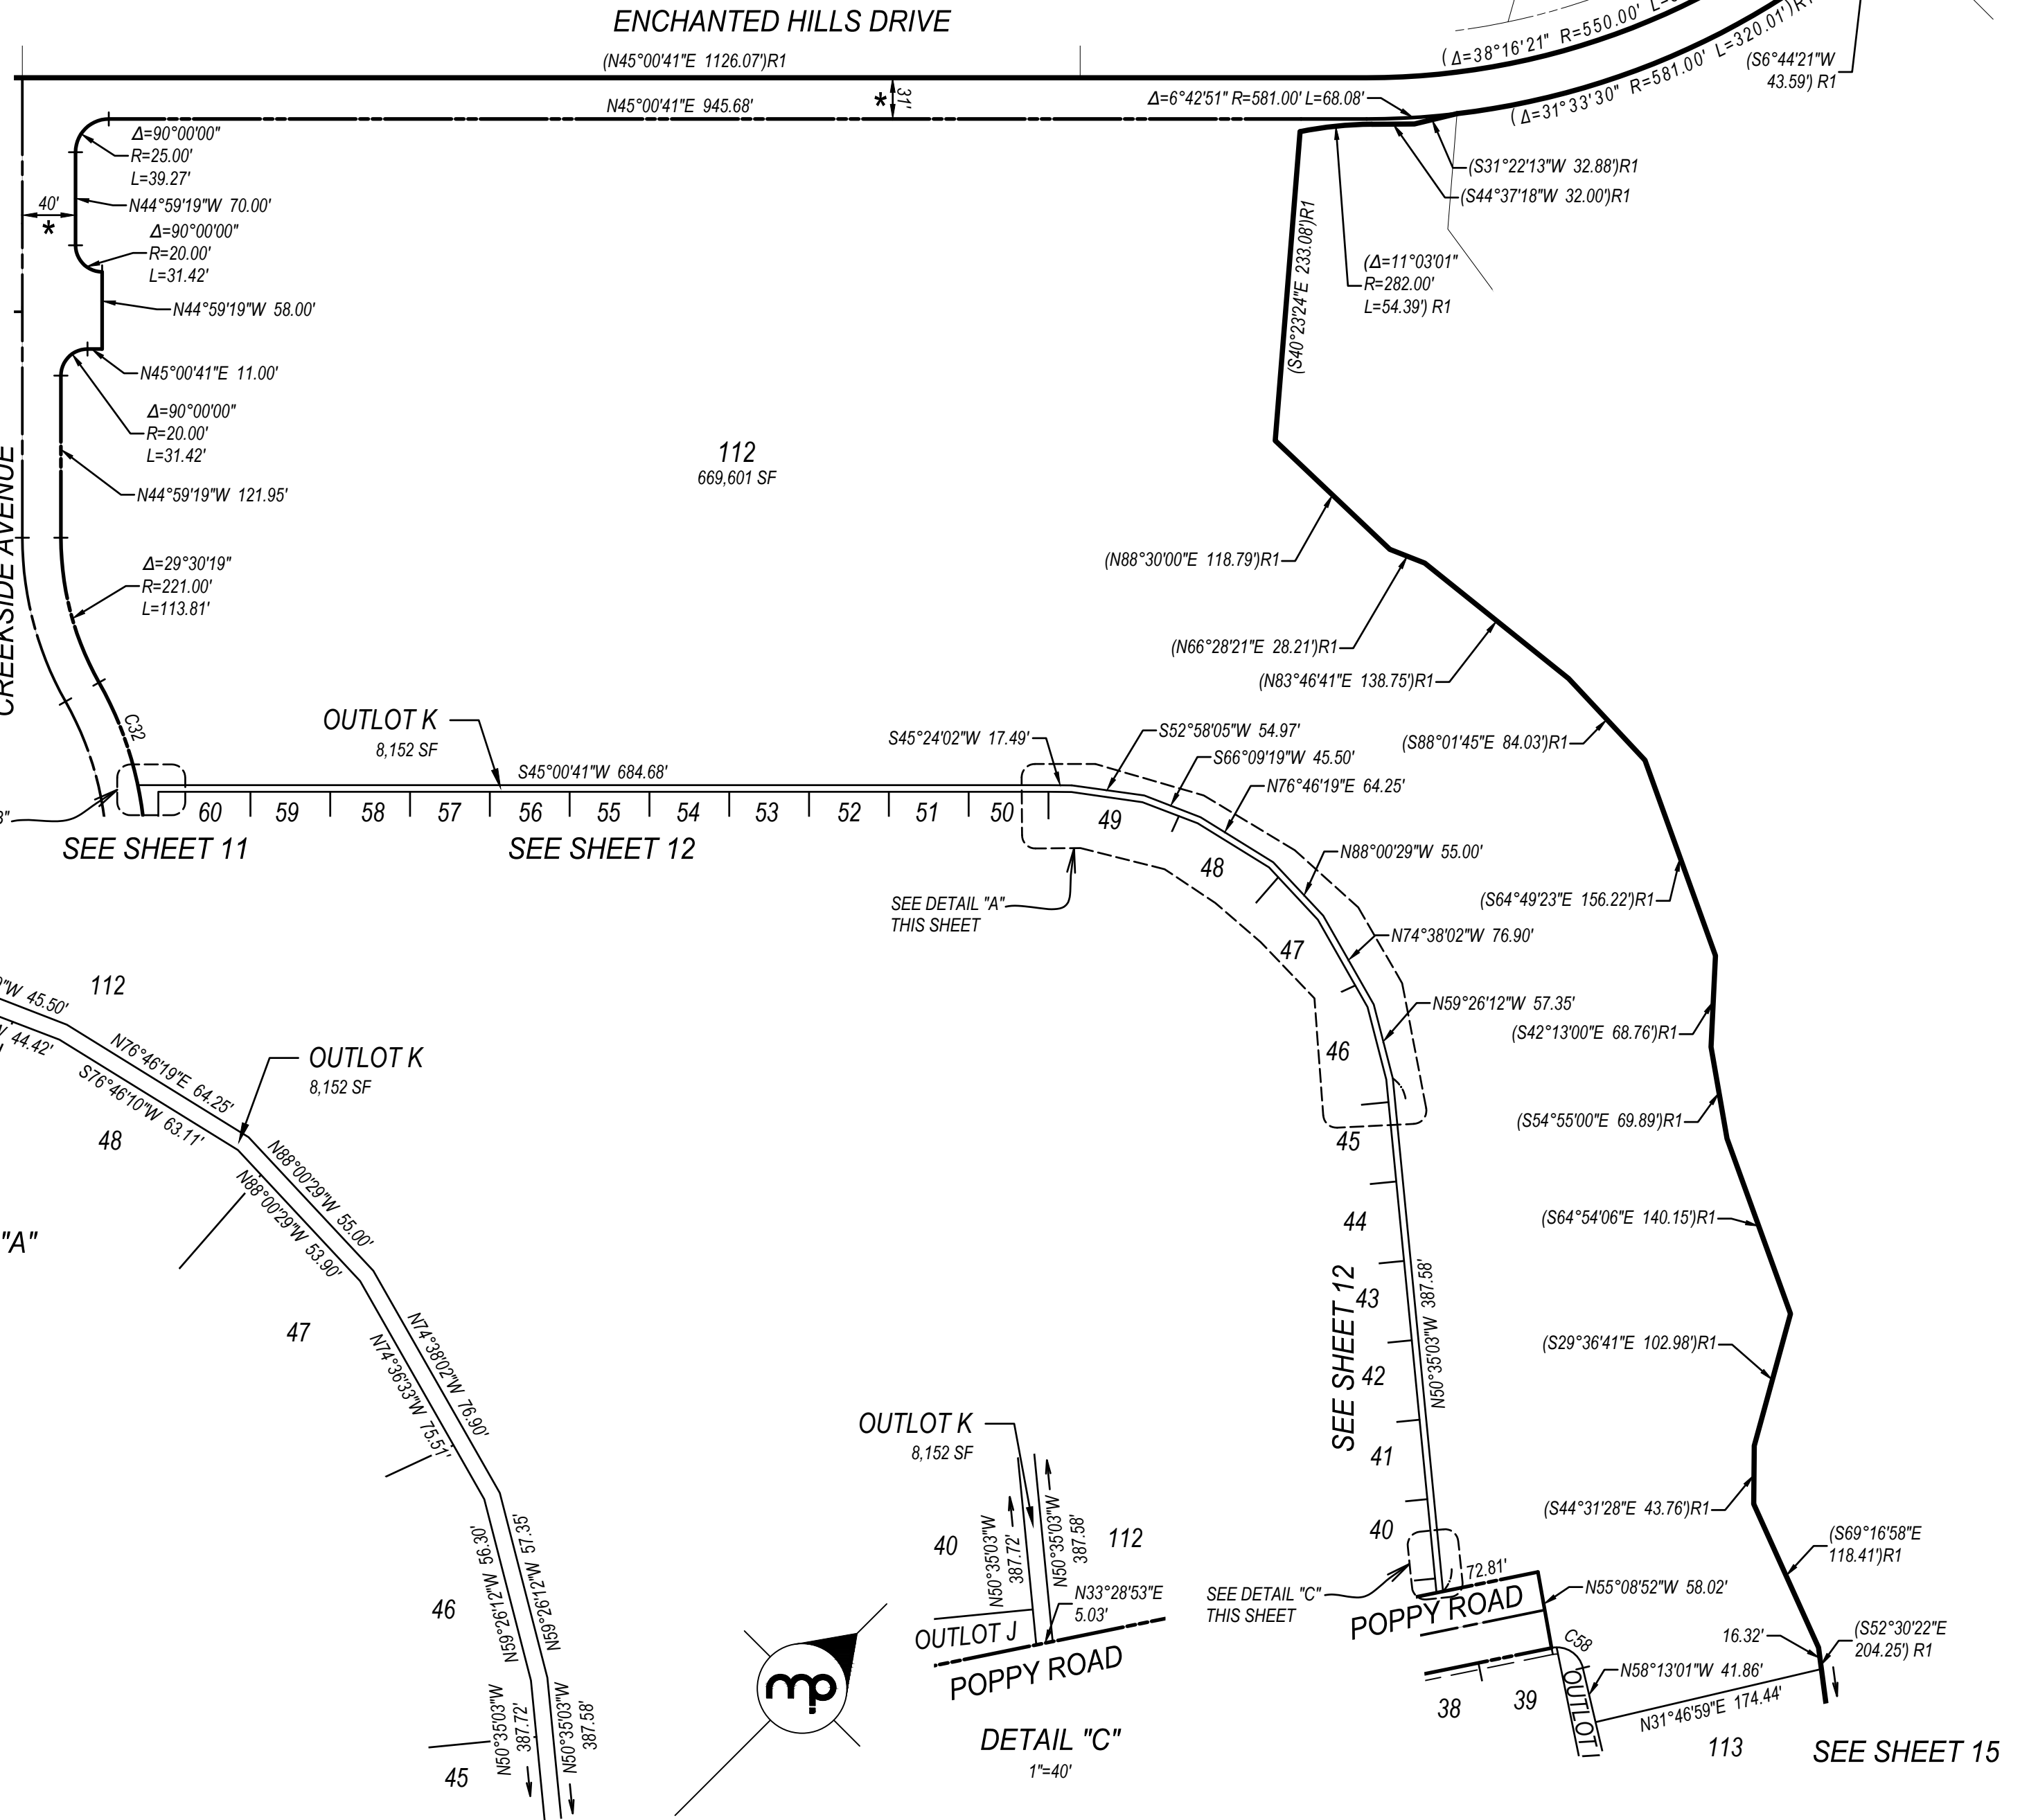 ENCHANTED HILLS DRIVE
(N45°00'41"E 1126.07')R1
(Δ=38°16'21" R=550.00'
(Δ=31°33'30" R=581.00' L=320.01')R1
(S6°44'21"W
43.59') R1
N45°00'41"E 945.68'
*
31'
Δ=6°42'51" R=581.00' L=68.08'
(S31°22'13"W 32.88')R1
(S44°37'18"W 32.00')R1
(Δ=11°03'01"
R=282.00'
L=54.39') R1
(S40°23'24"E 233.08')R1
Δ=90°00'00"
R=25.00'
L=39.27'
40'
*
N44°59'19"W 70.00'
Δ=90°00'00"
R=20.00'
L=31.42'
N44°59'19"W 58.00'
N45°00'41"E 11.00'
Δ=90°00'00"
R=20.00'
L=31.42'
N44°59'19"W 121.95'
Δ=29°30'19"
R=221.00'
L=113.81'
CREEKSIDE AVENUE
C32
112
669,601 SF
(N88°30'00"E 118.79')R1
(N66°28'21"E 28.21')R1
(N83°46'41"E 138.75')R1
(S88°01'45"E 84.03')R1
(S64°49'23"E 156.22')R1
(S42°13'00"E 68.76')R1
(S54°55'00"E 69.89')R1
(S64°54'06"E 140.15')R1
(S29°36'41"E 102.98')R1
(S44°31'28"E 43.76')R1
(S69°16'58"E
118.41')R1
(S52°30'22"E
204.25') R1
16.32'
OUTLOT K
8,152 SF
S45°00'41"W 684.68'
S45°24'02"W 17.49'
S52°58'05"W 54.97'
S66°09'19"W 45.50'
N76°46'19"E 64.25'
N88°00'29"W 55.00'
N74°38'02"W 76.90'
N59°26'12"W 57.35'
60 59 58 57 56 55 54 53 52 51 50 49
48
47
46
45
44
43
42
41
40
SEE SHEET 11
SEE SHEET 12
SEE DETAIL "A"
THIS SHEET
SEE SHEET 12
N50°35'03"W 387.58'
112
W 45.50'
44.42'
N76°46'19"E 64.25'
S76°46'10"W 63.11'
OUTLOT K
8,152 SF
48
N88°00'29"W 55.00'
N88°00'29"W 53.90'
"A"
47
N74°38'02"W 76.90'
N74°36'33"W 75.51'
46
N59°26'12"W 56.30'
N59°26'12"W 57.35'
N50°35'03"W
387.72'
N50°35'03"W
387.58'
45
mp
OUTLOT K
8,152 SF
40
N50°35'03"W
387.72'
N50°35'03"W
387.58'
112
N33°28'53"E
5.03'
OUTLOT J
POPPY ROAD
DETAIL "C"
1"=40'
SEE DETAIL "C"
THIS SHEET
72.81'
POPPY ROAD
N55°08'52"W 58.02'
C58
N58°13'01"W 41.86'
OUTLOT I
N31°46'59"E 174.44'
38
39
113
SEE SHEET 15